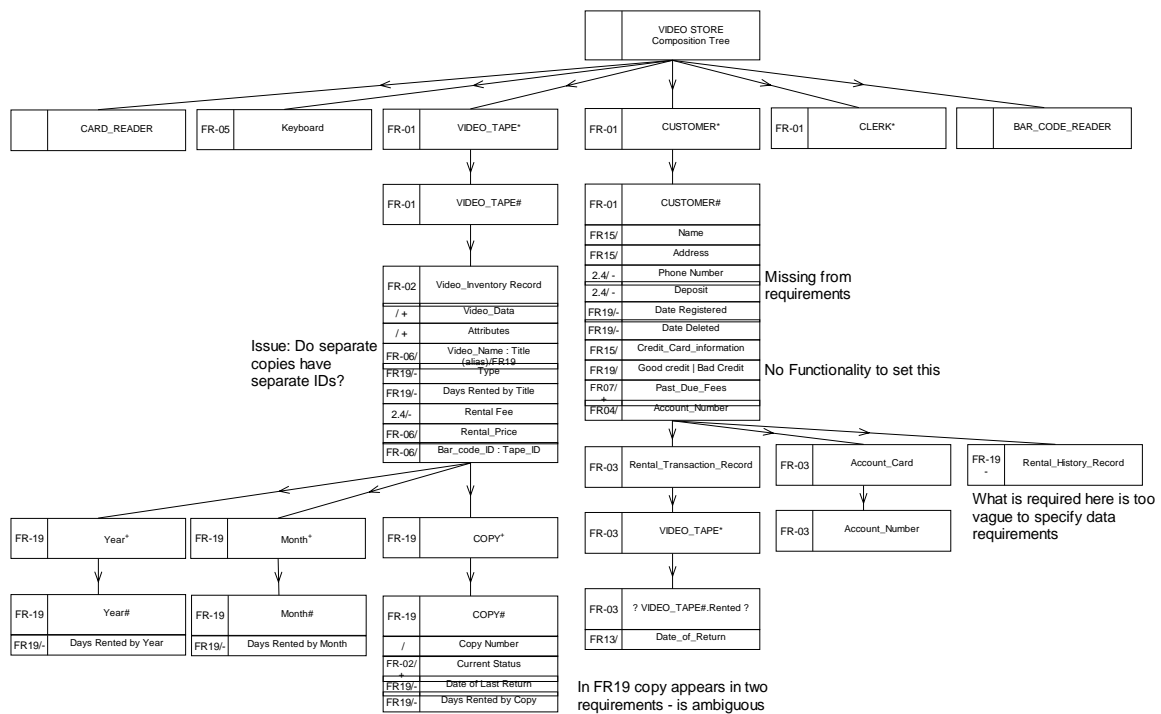 VIDEO STORE
Composition Tree
CARD_READER
FR-05 Keyboard
FR-01 VIDEO_TAPE*
FR-01 CUSTOMER*
FR-01 CLERK*
BAR_CODE_READER
FR-01 VIDEO_TAPE#
FR-01 CUSTOMER#
FR15/ Name
FR15/ Address
2.4/ - Phone Number
2.4/ - Deposit
FR19/- Date Registered
FR19/- Date Deleted
FR15/ Credit_Card_information
FR19/ Good credit | Bad Credit
FR07/ + Past_Due_Fees
FR04/ Account_Number
Missing from
requirements
No Functionality to set this
FR-02 Video_Inventory Record
/ + Video_Data
/ + Attributes
FR-06/ Video_Name : Title
(alias)/FR19
FR19/- Type
FR19/- Days Rented by Title
2.4/- Rental Fee
FR-06/ Rental_Price
FR-06/ Bar_code_ID : Tape_ID
Issue: Do separate
copies have
separate IDs?
FR-03 Rental_Transaction_Record
FR-03 Account_Card
FR-19 - Rental_History_Record
What is required here is too
vague to specify data
requirements
FR-03 VIDEO_TAPE*
FR-03 Account_Number
FR-19 Year+
FR-19 Month+
FR-19 COPY+
FR-19 Year#
FR19/- Days Rented by Year
FR-19 Month#
FR19/- Days Rented by Month
FR-19 COPY#
/ Copy Number
FR-02/ + Current Status
FR19/- Date of Last Return
FR19/- Days Rented by Copy
FR-03 ? VIDEO_TAPE#.Rented ?
FR13/ Date_of_Return
In FR19 copy appears in two
requirements - is ambiguous